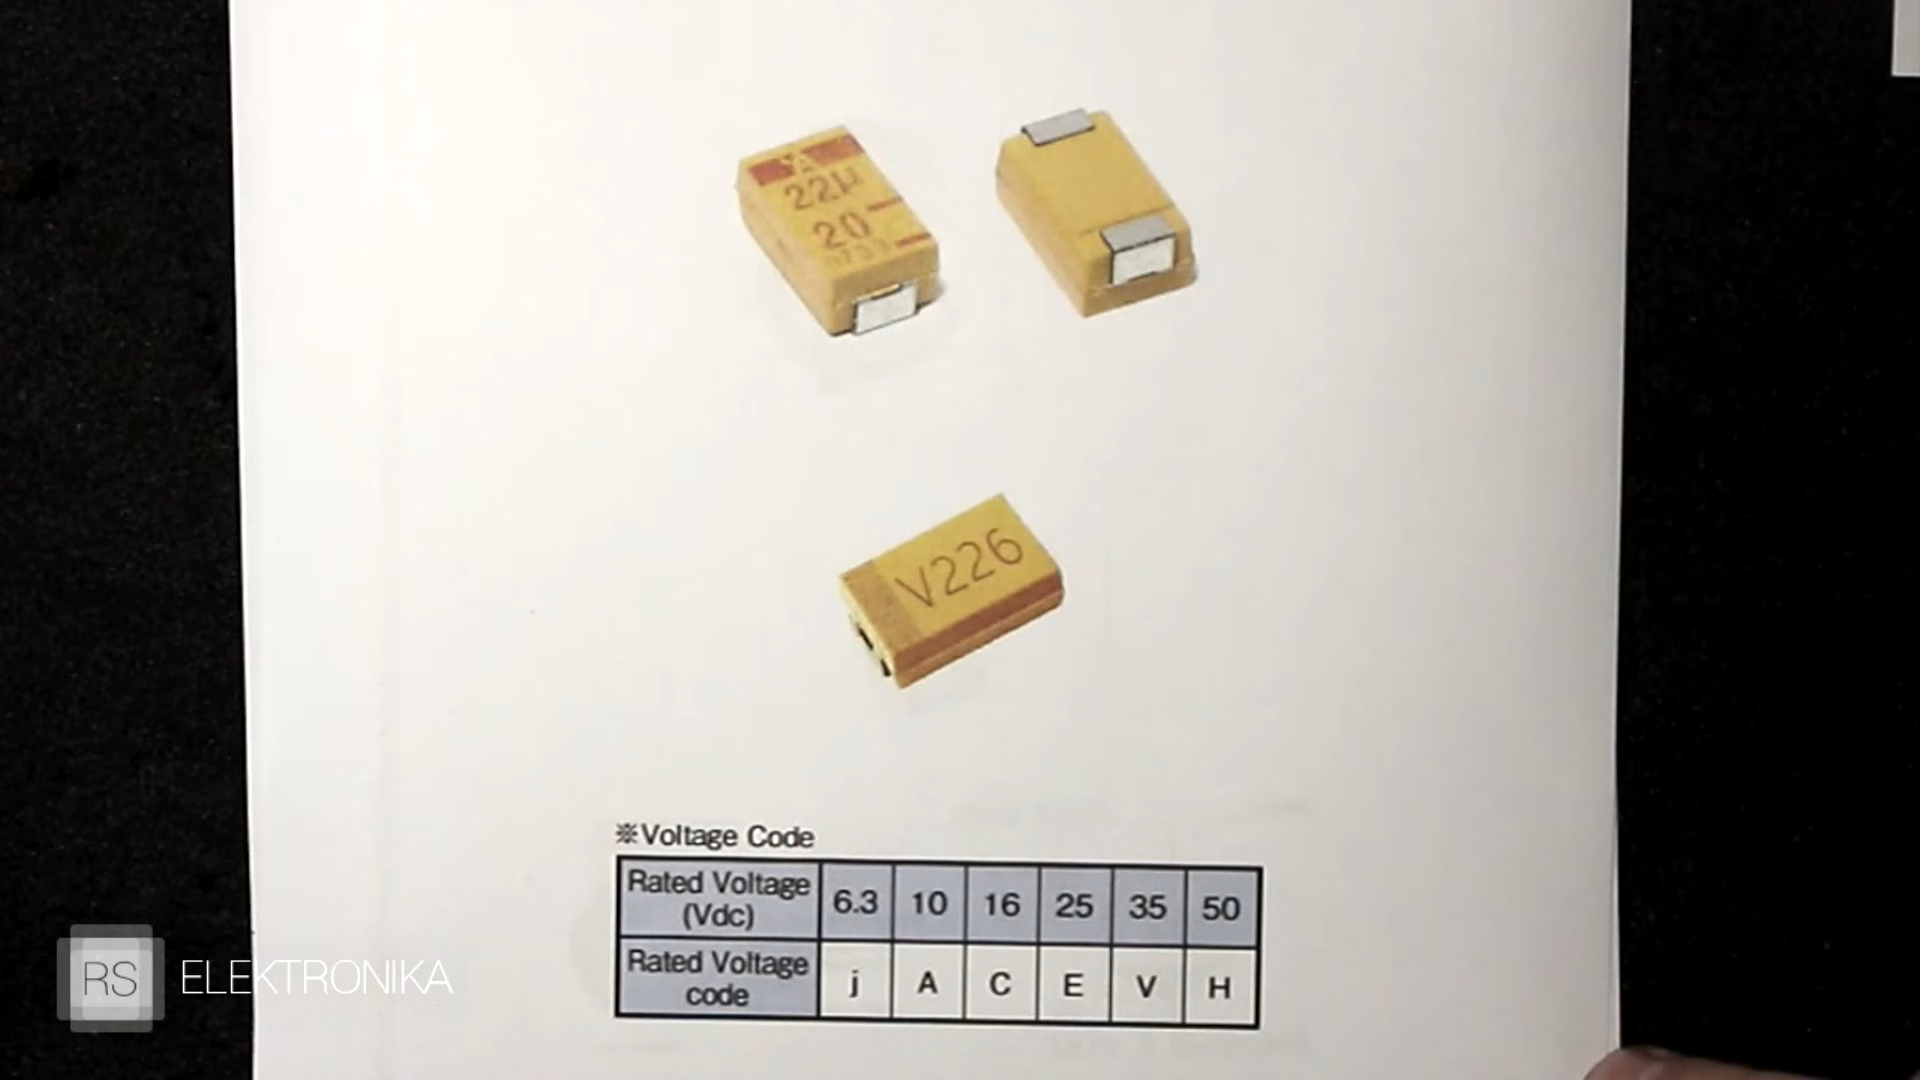 22µ
20
V226
※Voltage Code
Rated Voltage (Vdc) 6.3 10 16 25 35 50
Rated Voltage code j A C E V H
RS ELEKTRONIKA